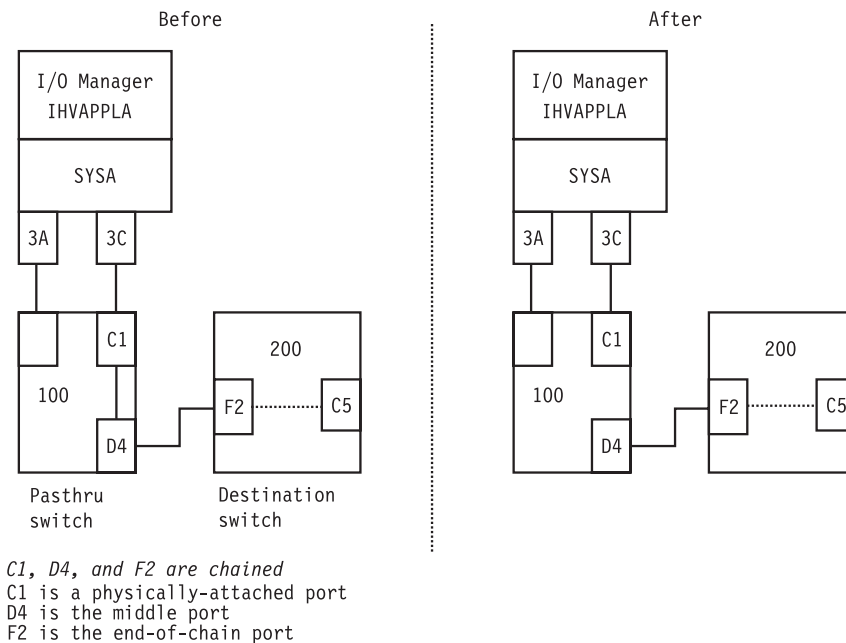 Before
I/O Manager
IHVAPPLA
SYSA
3A
3C
C1
100
D4
200
F2
C5
Pasthru
switch
Destination
switch
After
I/O Manager
IHVAPPLA
SYSA
3A
3C
C1
100
D4
200
F2
C5
C1, D4, and F2 are chained
C1 is a physically-attached port
D4 is the middle port
F2 is the end-of-chain port